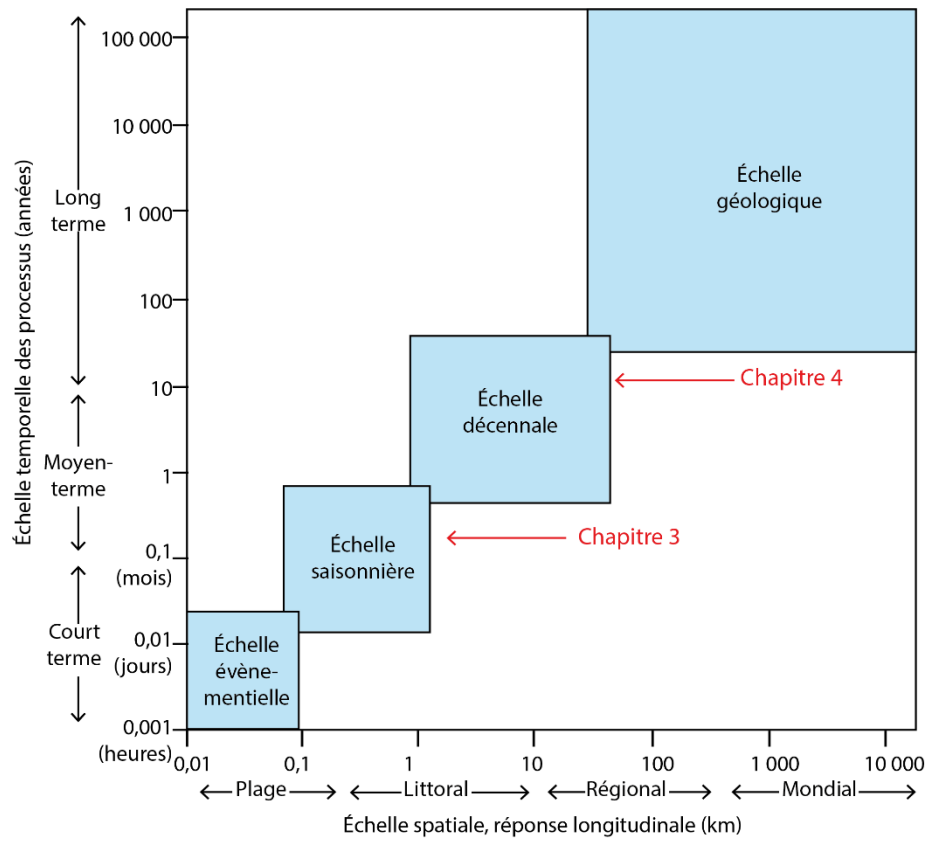 Échelle temporelle des processus (années)
Long
terme
Moyen-
terme
Court
terme
100 000
10 000
1 000
100
10
1
0,1
(mois)
0,01
(jours)
0,001
(heures)
Échelle
géologique
Chapitre 4
Échelle
décennale
Chapitre 3
Échelle
saisonnière
Échelle
évène-
mentielle
0,01 0,1 1 10 100 1 000 10 000
Plage Littoral Régional Mondial
Échelle spatiale, réponse longitudinale (km)